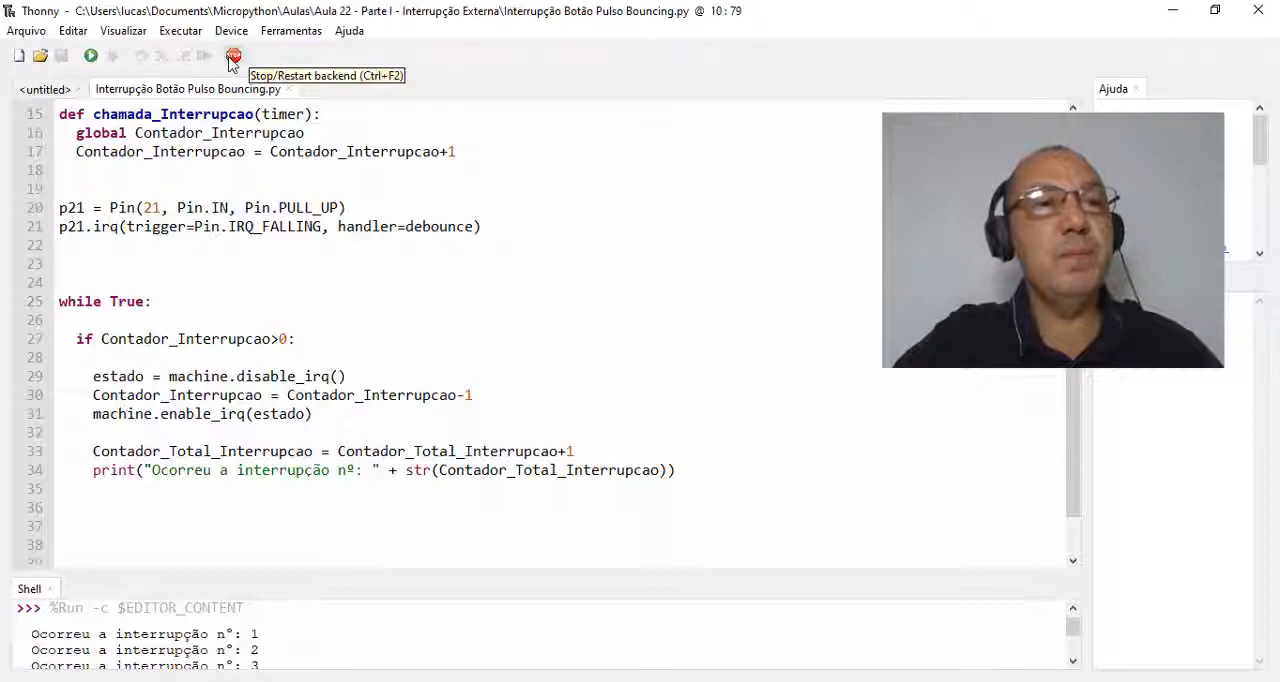 Thonny - C:\Users\lucas\Documents\Micropython\Aulas\Aula 22 - Parte I - Interrupção Externa\Interrupção Botão Pulso Bouncing.py @ 10:79
Arquivo Editar Visualizar Executar Device Ferramentas Ajuda
STOP
Stop/Restart backend (Ctrl+F2)
<untitled> Interrupção Botão Pulso Bouncing.py
Ajuda
15 def chamada_Interrupcao(timer):
16 global Contador_Interrupcao
17 Contador_Interrupcao = Contador_Interrupcao+1
18
19
20 p21 = Pin(21, Pin.IN, Pin.PULL_UP)
21 p21.irq(trigger=Pin.IRQ_FALLING, handler=debounce)
22
23
24
25 while True:
26
27 if Contador_Interrupcao>0:
28
29 estado = machine.disable_irq()
30 Contador_Interrupcao = Contador_Interrupcao-1
31 machine.enable_irq(estado)
32
33 Contador_Total_Interrupcao = Contador_Total_Interrupcao+1
34 print("Ocorreu a interrupção nº: " + str(Contador_Total_Interrupcao))
35
36
37
38
39
Shell
>>> %Run -c $EDITOR_CONTENT
Ocorreu a interrupção nº: 1
Ocorreu a interrupção nº: 2
Ocorreu a interrupção nº: 3